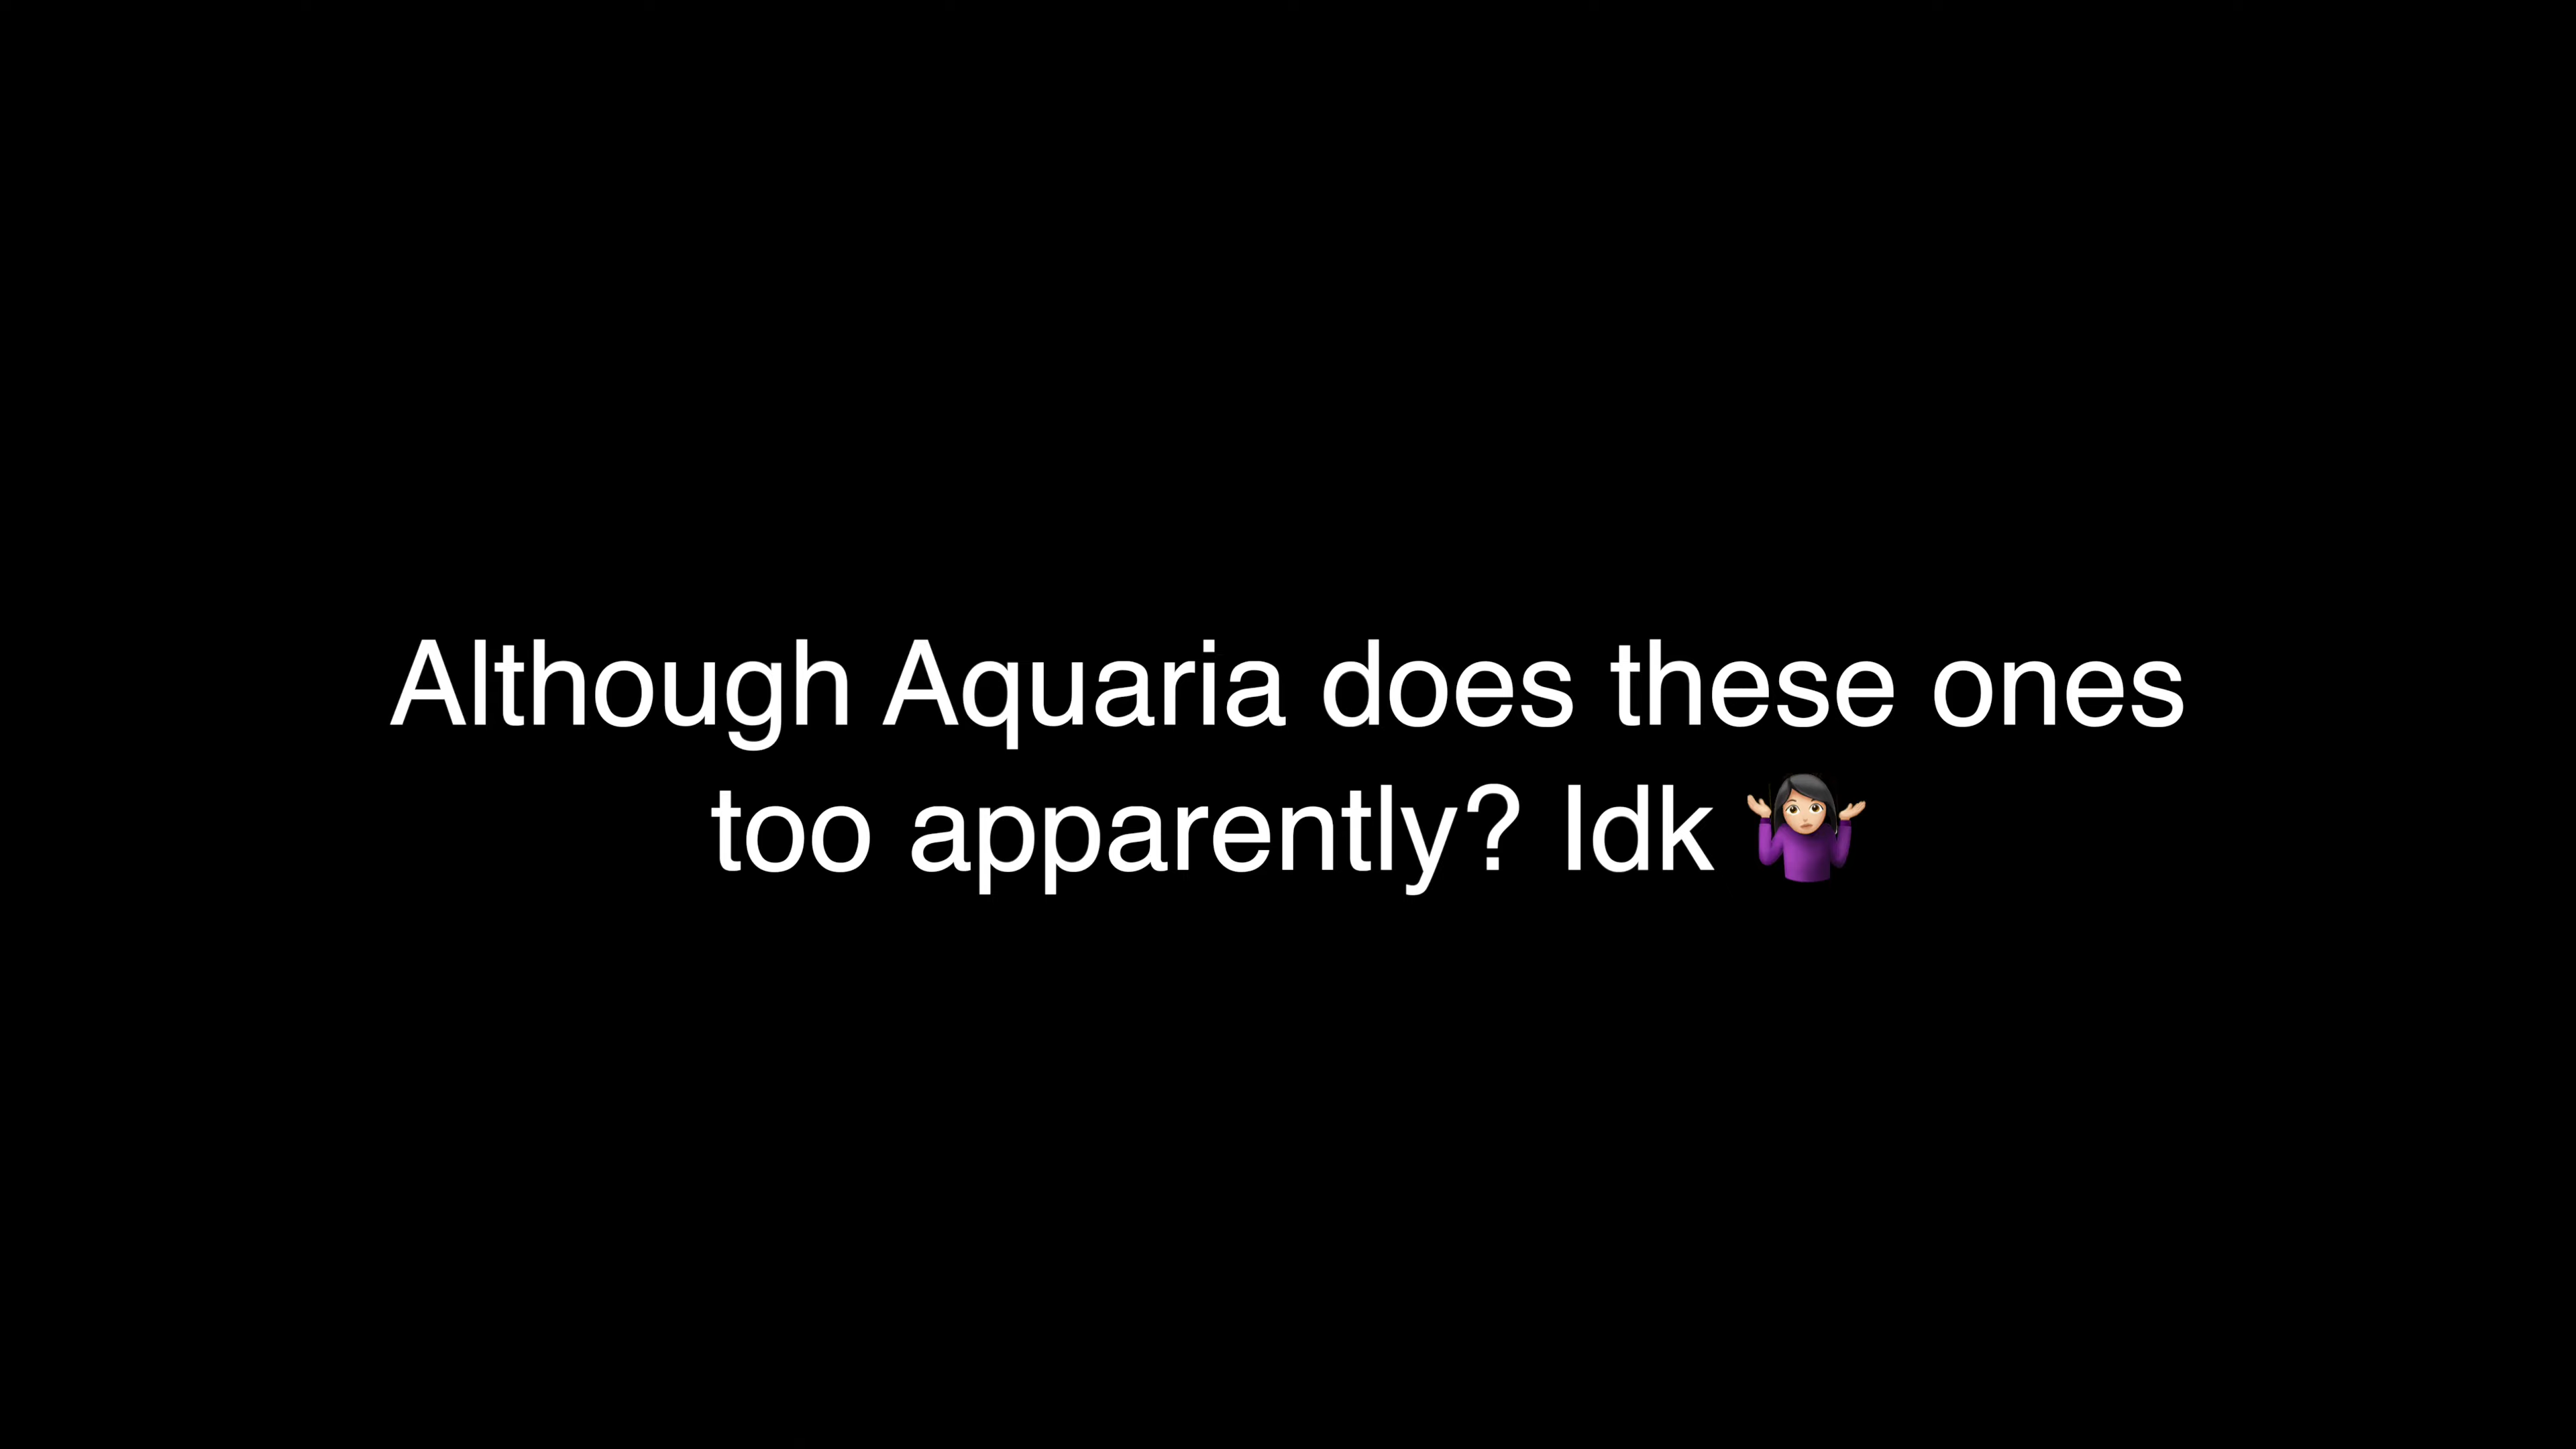 Although Aquaria does these ones
too apparently? Idk 🤷🏻‍♀️